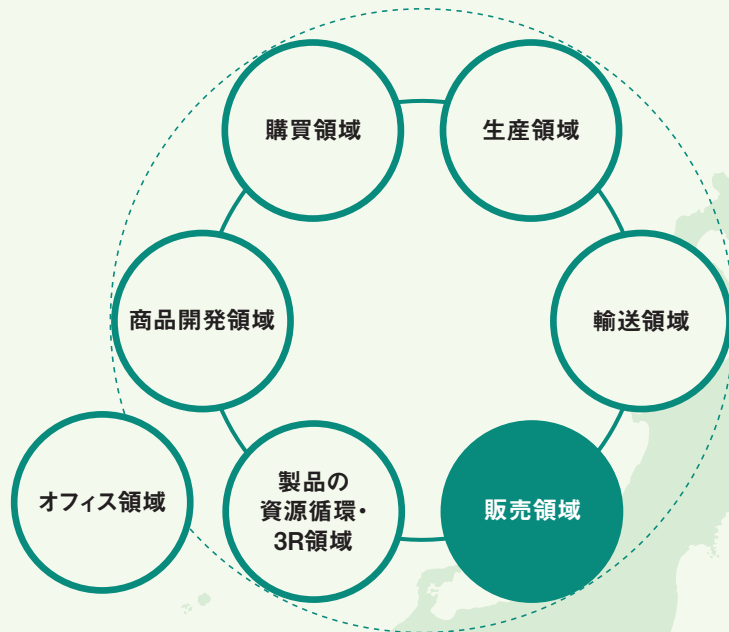 購買領域
生産領域
商品開発領域
輸送領域
オフィス領域
製品の
資源循環・
3R領域
販売領域